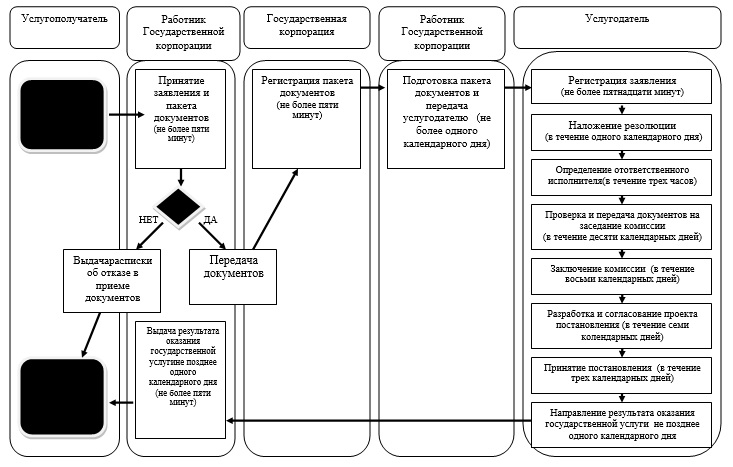 Услугополучатель
Работник
Государственной
корпорации
Государственная
корпорация
Работник
Государственной
корпорации
Услугодатель
Принятие
заявления и
пакета
документов
(не более пяти
минут)
НЕТ
ДА
Выдачарасписки
об отказе в
приеме
документов
Передача
документов
Выдача результата
оказания
государственной
услугине позднее
одного
календарного дня
(не более пяти
минут)
Регистрация пакета
документов
(не более пяти
минут)
Подготовка пакета
документов и
передача
услугодателю (не
более одного
календарного дня)
Регистрация заявления
(не более пятнадцати минут)
Наложение резолюции
(в течение одного календарного дня)
Определение отответственного
исполнителя(в течение трех часов)
Проверка и передача документов на
заседание комиссии
(в течение десяти календарных дней)
Заключение комиссии (в течение
восьми календарных дней)
Разработка и согласование проекта
постановления (в течение семи
колендарных дней)
Принятие постановления (в течение
трех календарных дней)
Направление результата оказания
государственной услуги не позднее
одного календарного дня